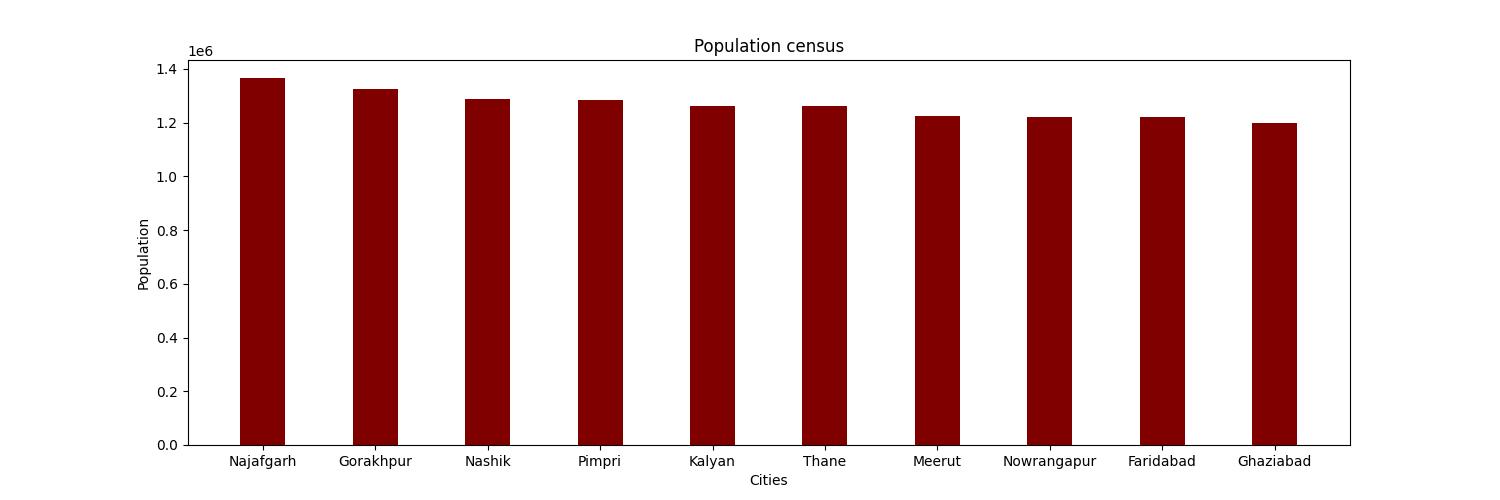 Population census
1e6
1.4
1.2
1.0
0.8
0.6
0.4
0.2
0.0
Population
Najafgarh Gorakhpur Nashik Pimpri Kalyan Thane Meerut Nowrangapur Faridabad Ghaziabad
Cities